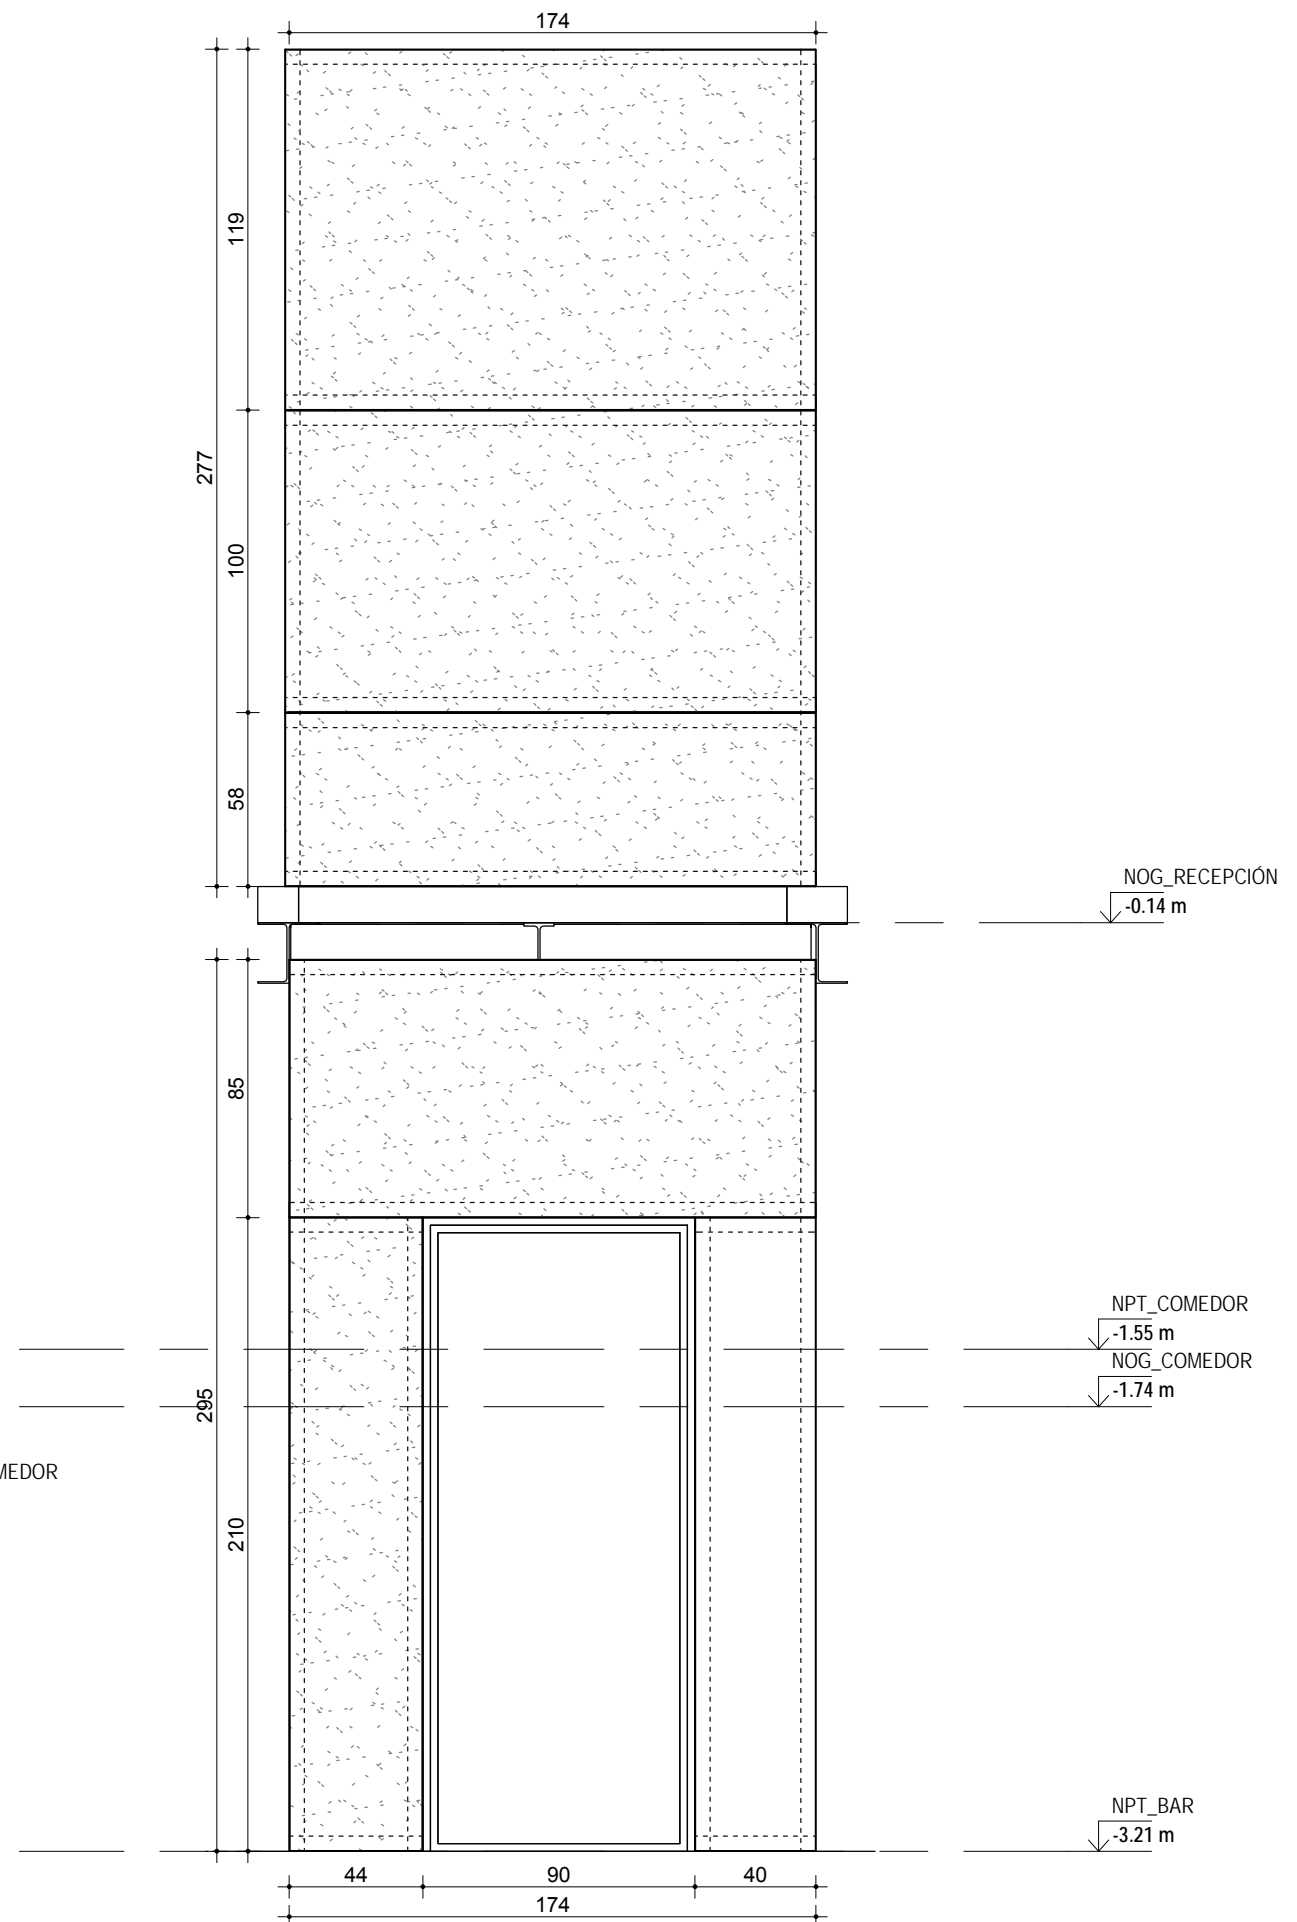 174
119
277
100
58
NOG_RECEPCIÓN
-0.14 m
85
NPT_COMEDOR
-1.55 m
NOG_COMEDOR
-1.74 m
295
MEDOR
210
NPT_BAR
-3.21 m
44 90 40
174